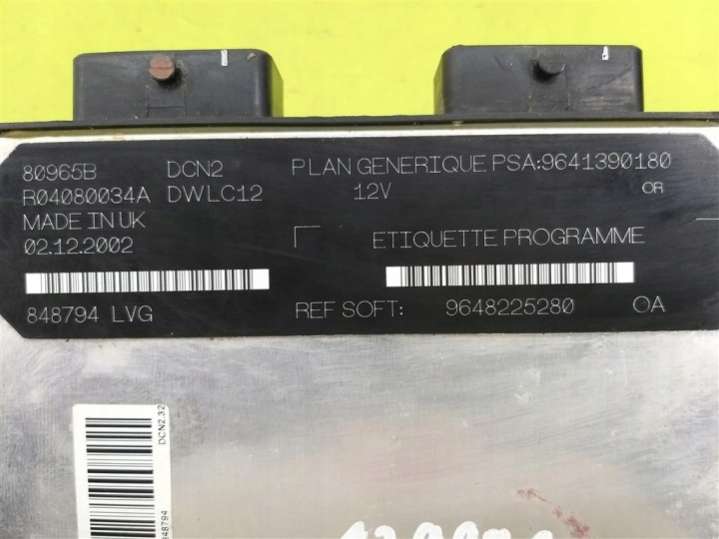 80965B DCN2 PLAN GENERIQUE PSA:9641390180
R04080034A DWLC12 12V OR
MADE IN UK
02.12.2002 ETIQUETTE PROGRAMME
848794 LVG REF SOFT: 9648225280 OA
DCN2.32
848794